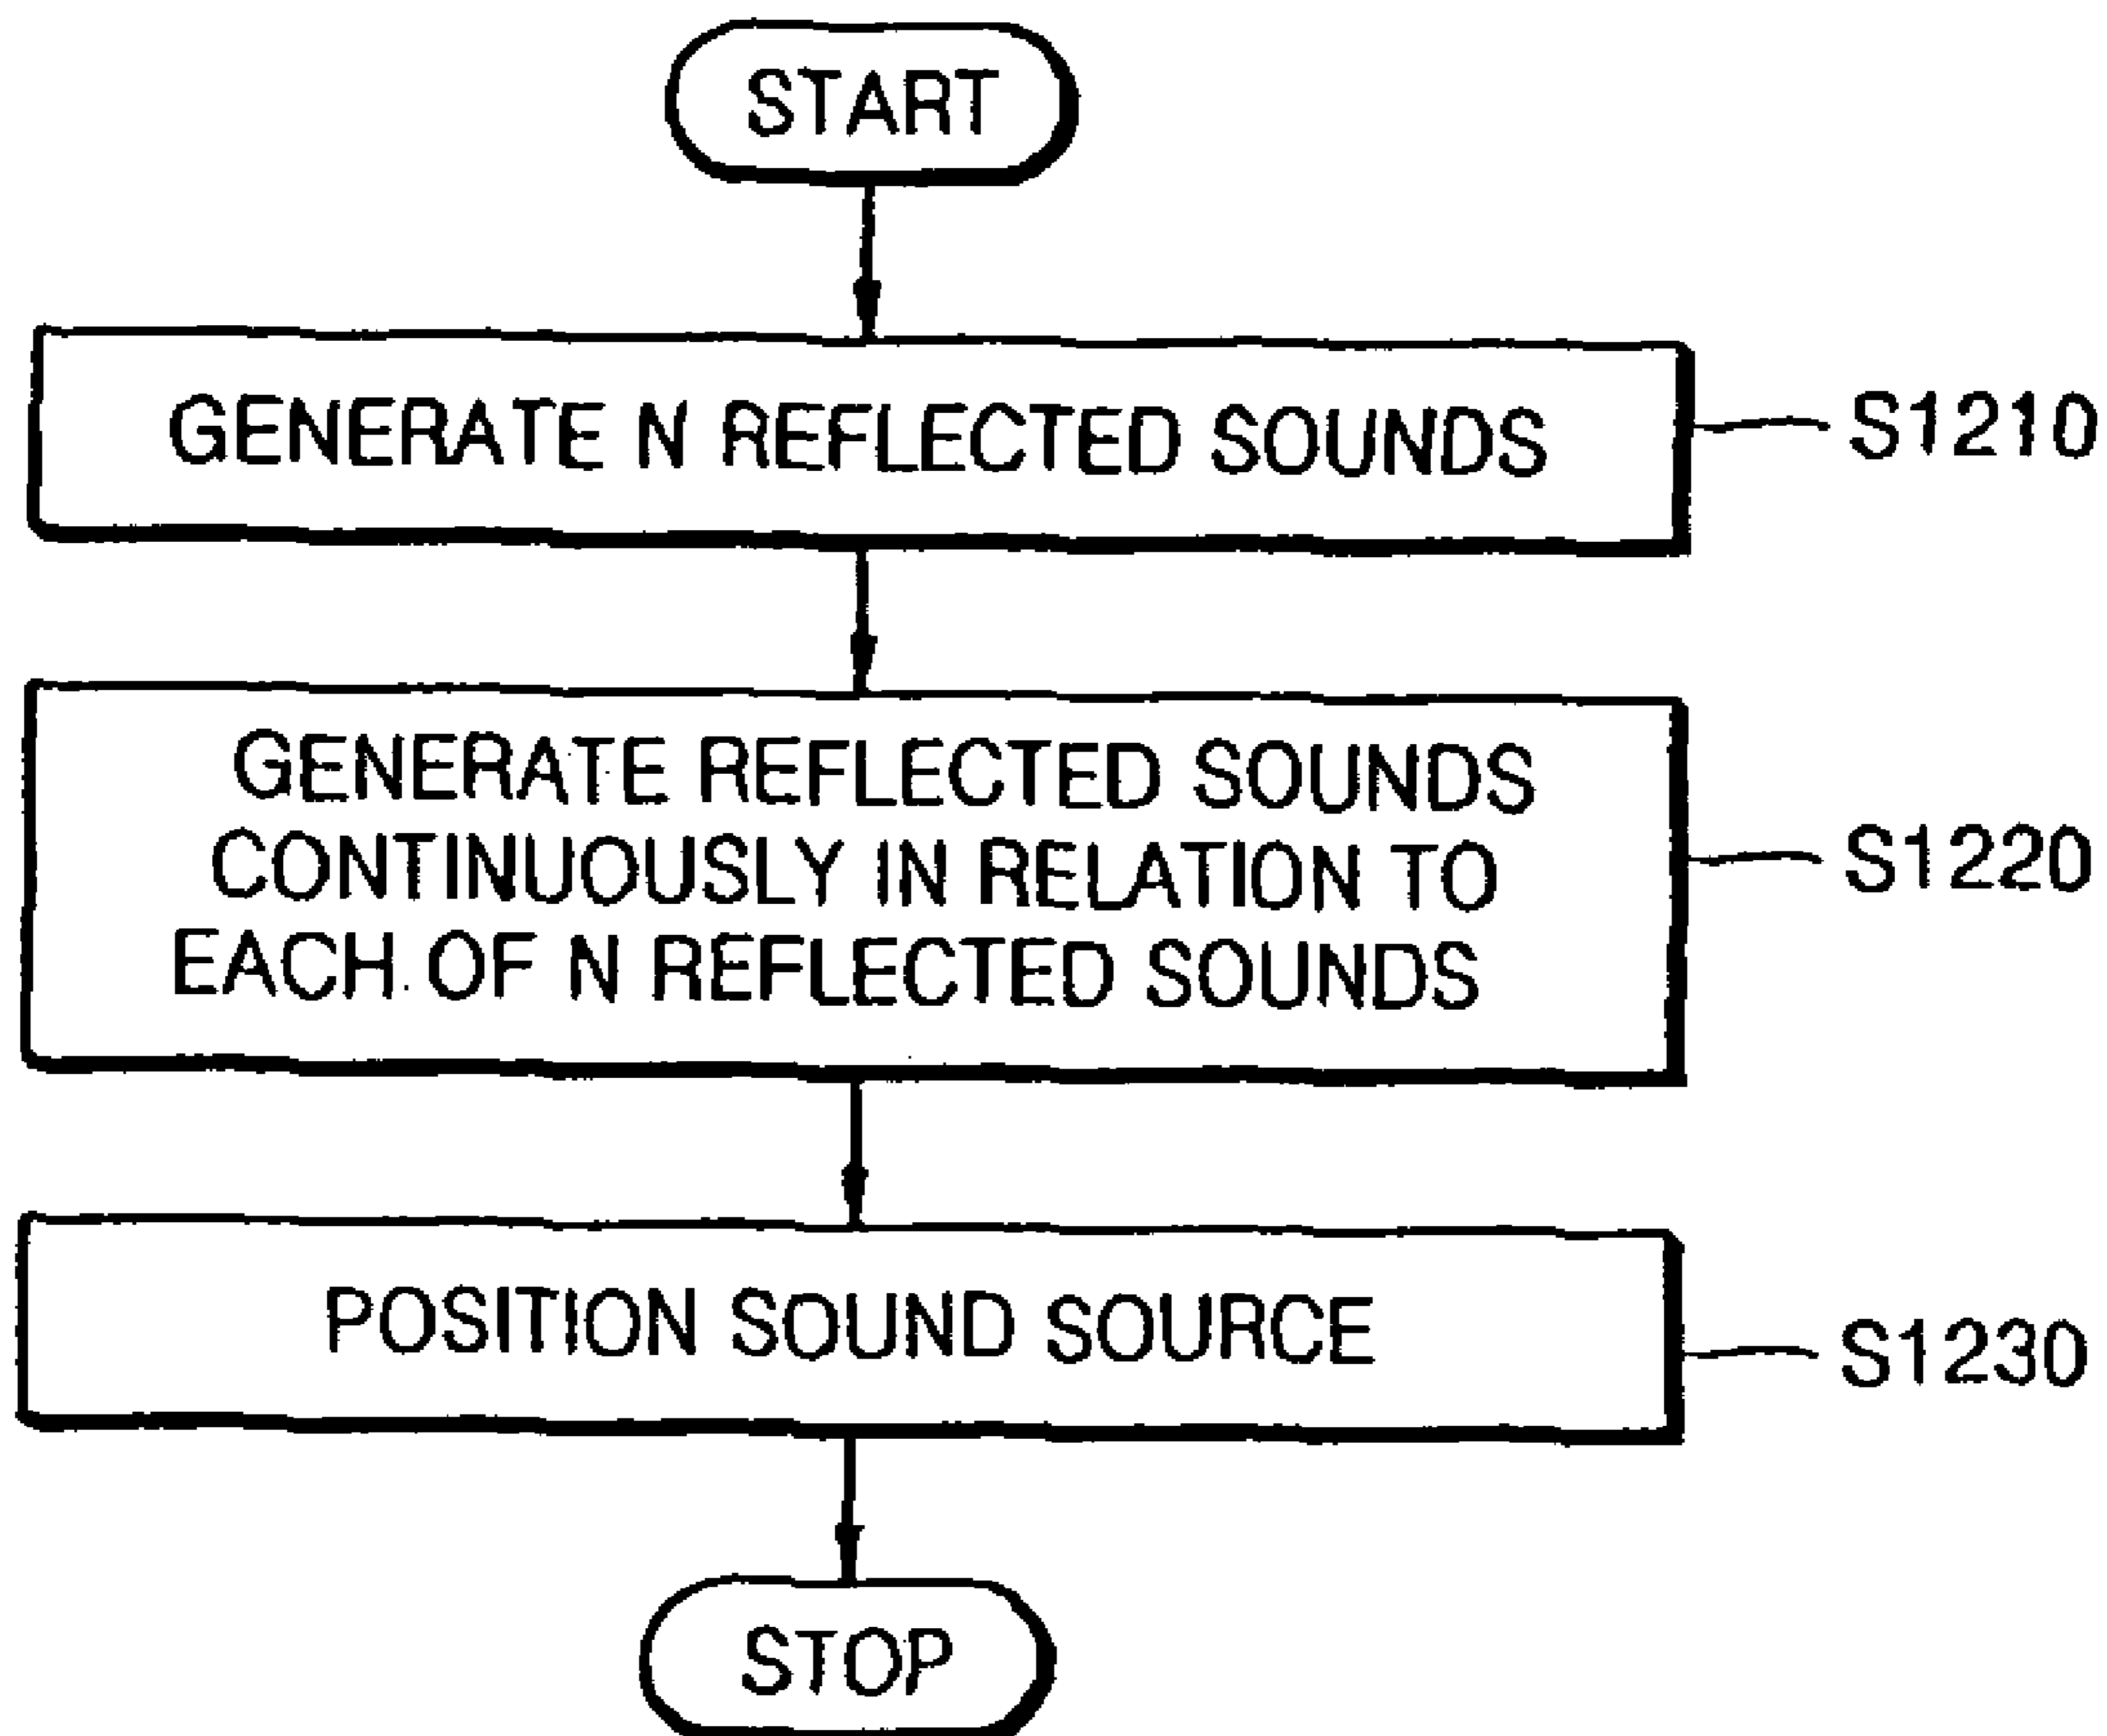 START
GENERATE N REFLECTED SOUNDS
S1210
GENERATE REFLECTED SOUNDS
CONTINUOUSLY IN RELATION TO
EACH OF N REFLECTED SOUNDS
S1220
POSITION SOUND SOURCE
S1230
STOP